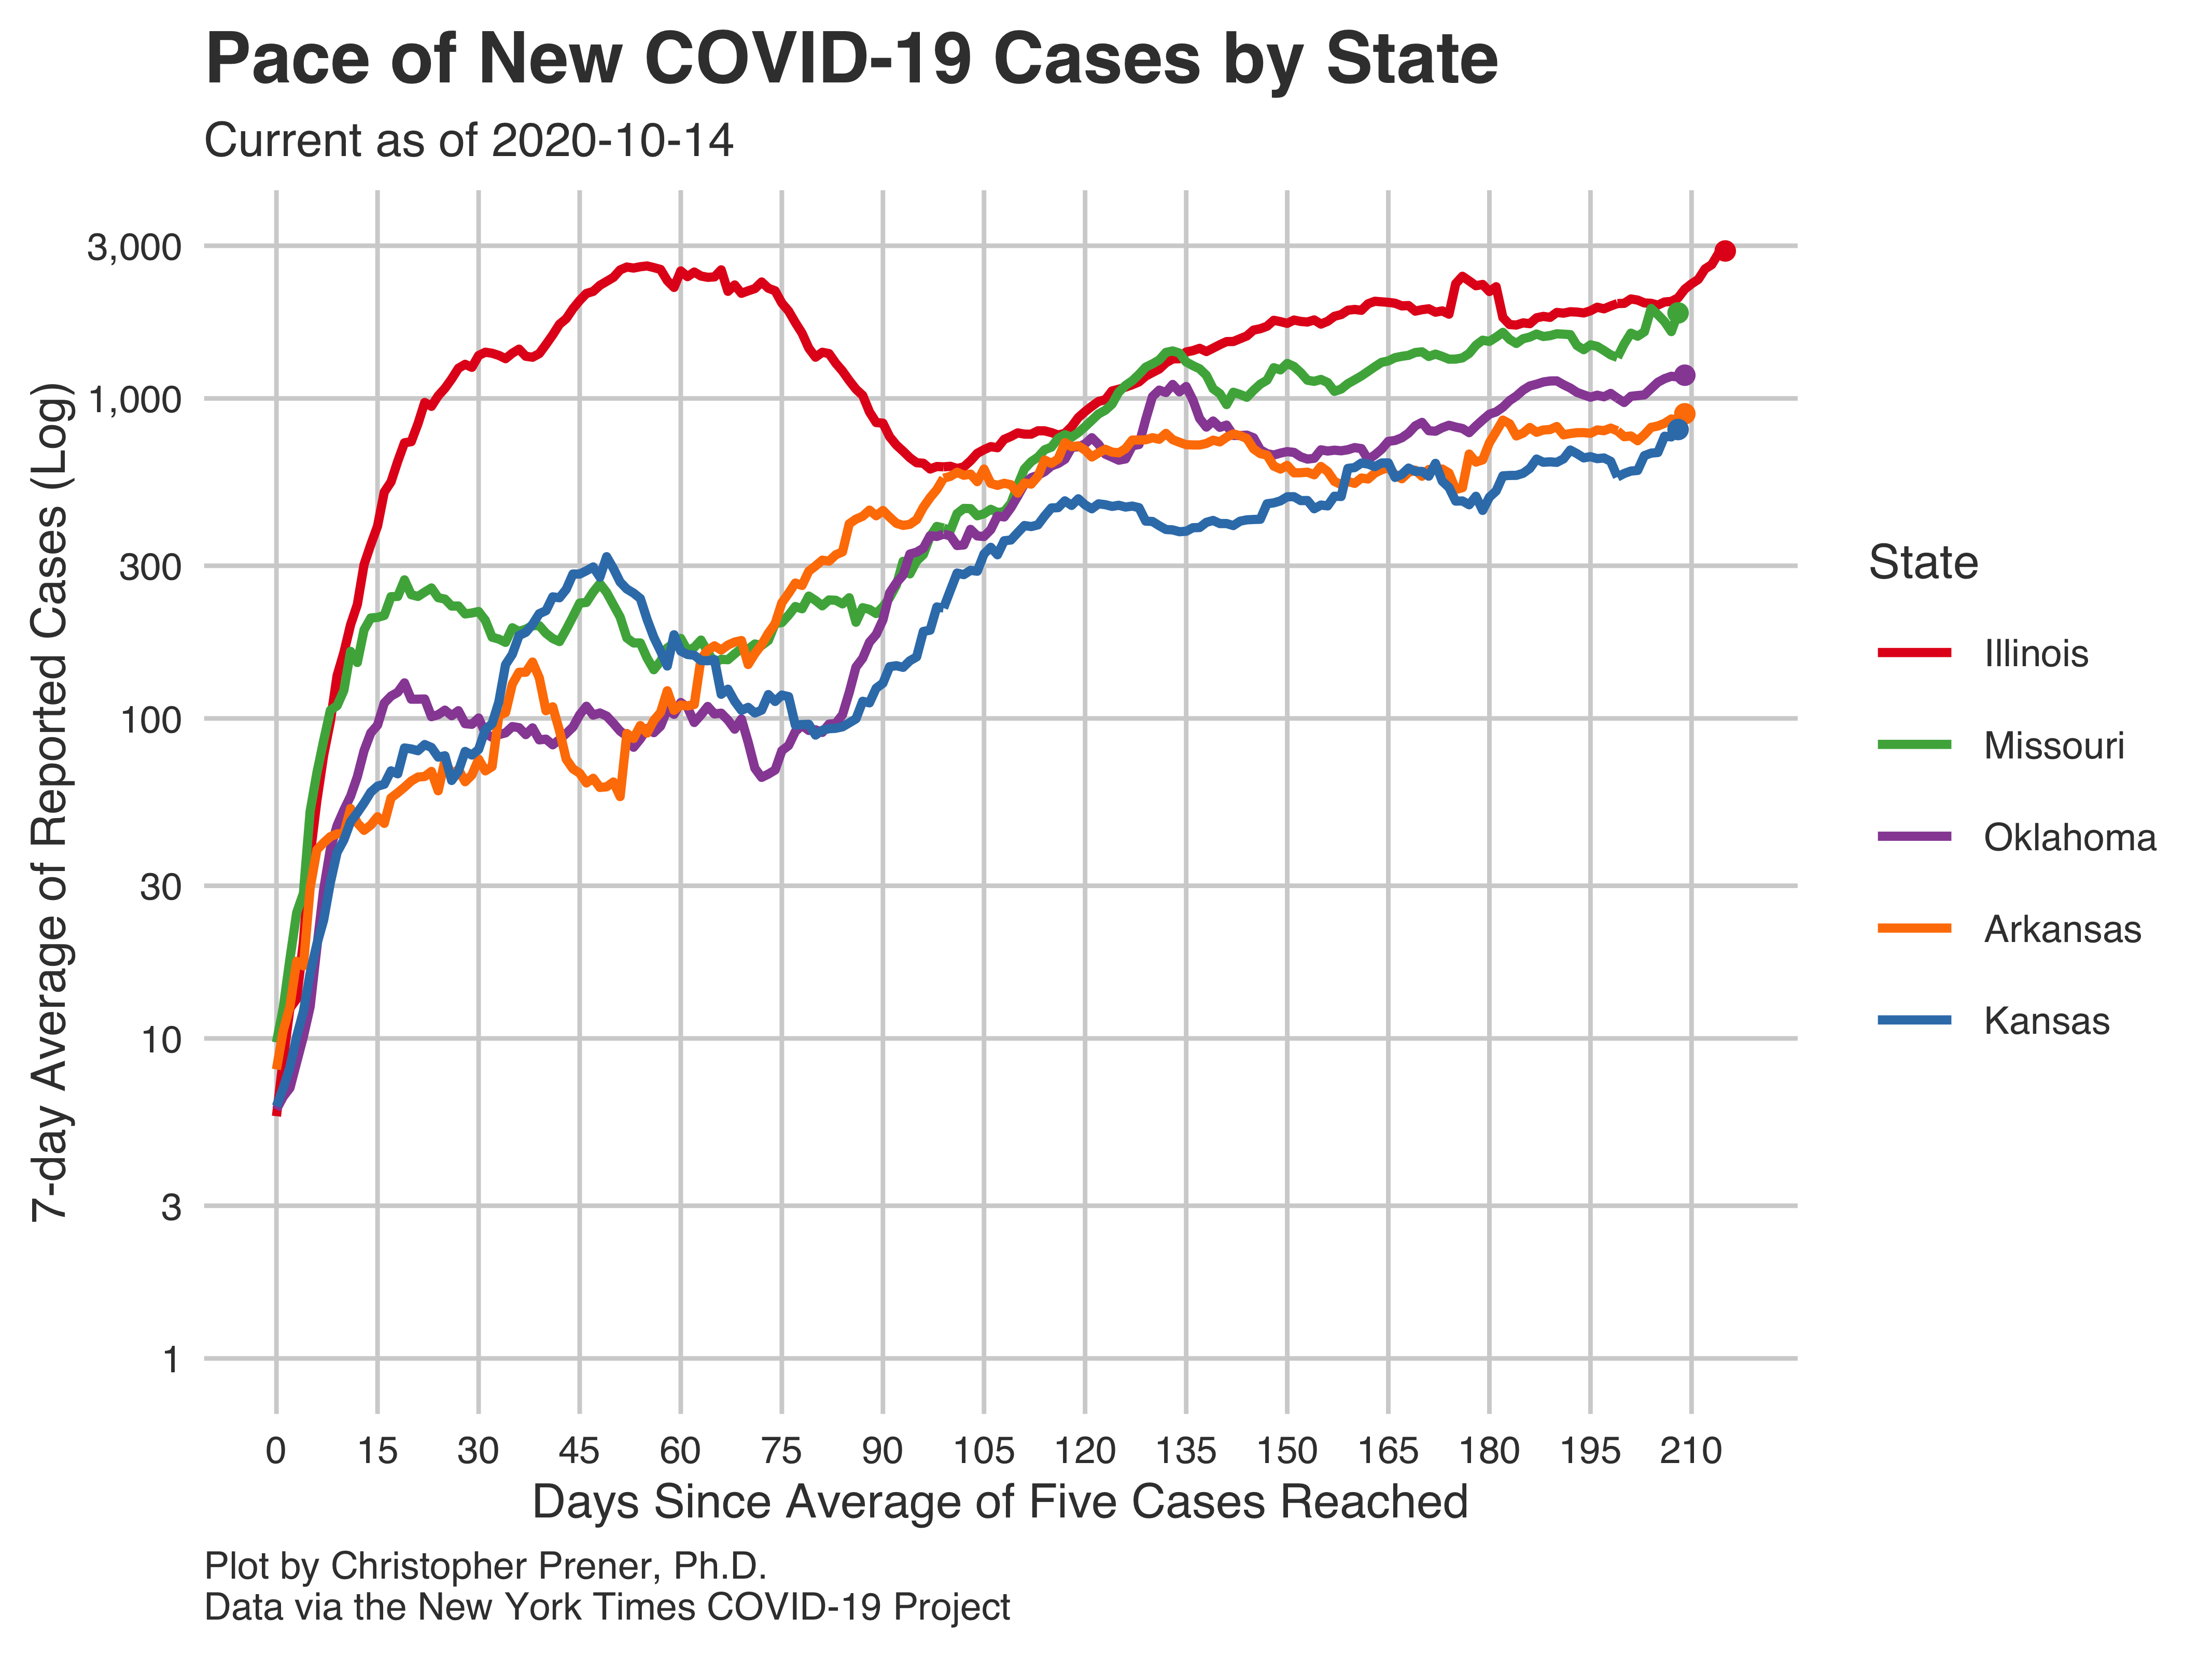 Pace of New COVID-19 Cases by State
Current as of 2020-10-14
7-day Average of Reported Cases (Log)
3,000
1,000
300
100
30
10
3
1
0 15 30 45 60 75 90 105 120 135 150 165 180 195 210
Days Since Average of Five Cases Reached
State
Illinois
Missouri
Oklahoma
Arkansas
Kansas
Plot by Christopher Prener, Ph.D.
Data via the New York Times COVID-19 Project